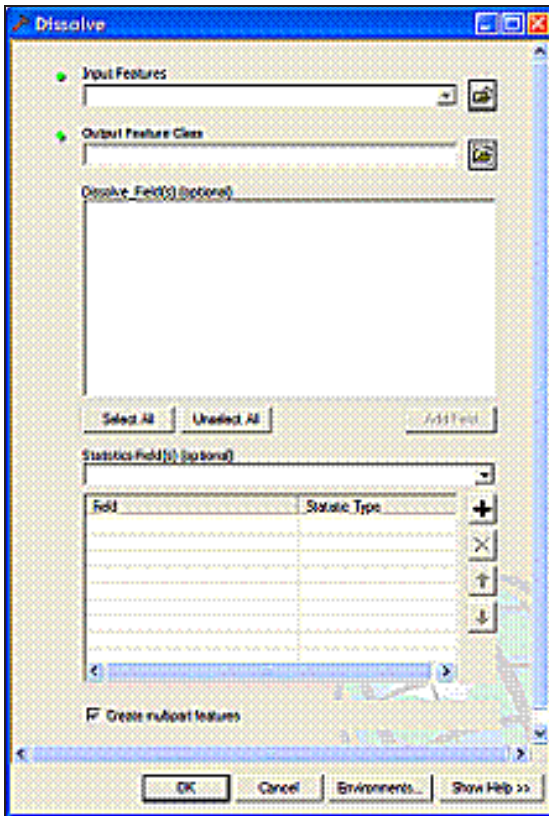 Dissolve
Input Features
Output Feature Class
Dissolve_Field(s) (optional)
Select All Unselect All Add Field
Statistics Field(s) (optional)
Field Statistic Type
Create multipart features
OK Cancel Environments... Show Help >>